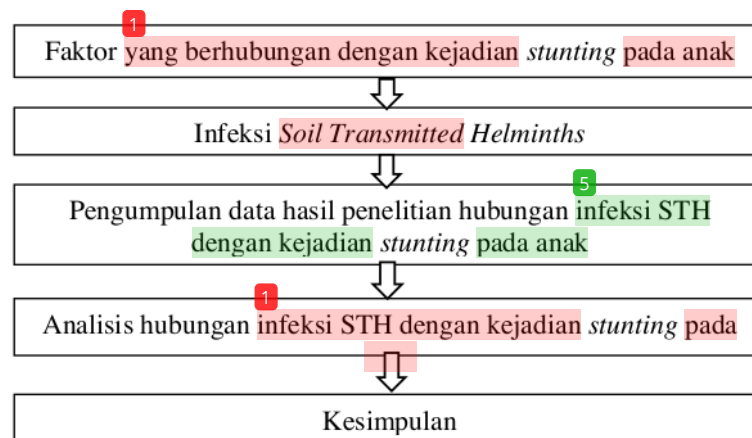 1
Faktor yang berhubungan dengan kejadian stunting pada anak
Infeksi Soil Transmitted Helminths
5
Pengumpulan data hasil penelitian hubungan infeksi STH
dengan kejadian stunting pada anak
1
Analisis hubungan infeksi STH dengan kejadian stunting pada
Kesimpulan